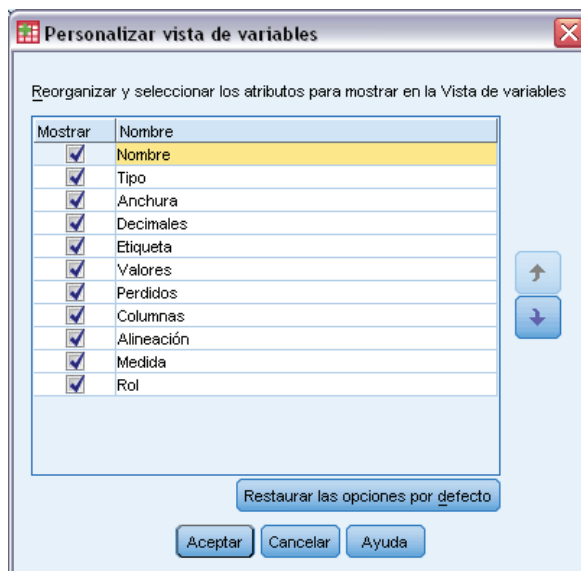 Personalizar vista de variables
Reorganizar y seleccionar los atributos para mostrar en la Vista de variables
Mostrar Nombre
Nombre
Tipo
Anchura
Decimales
Etiqueta
Valores
Perdidos
Columnas
Alineación
Medida
Rol
Restaurar las opciones por defecto
Aceptar Cancelar Ayuda